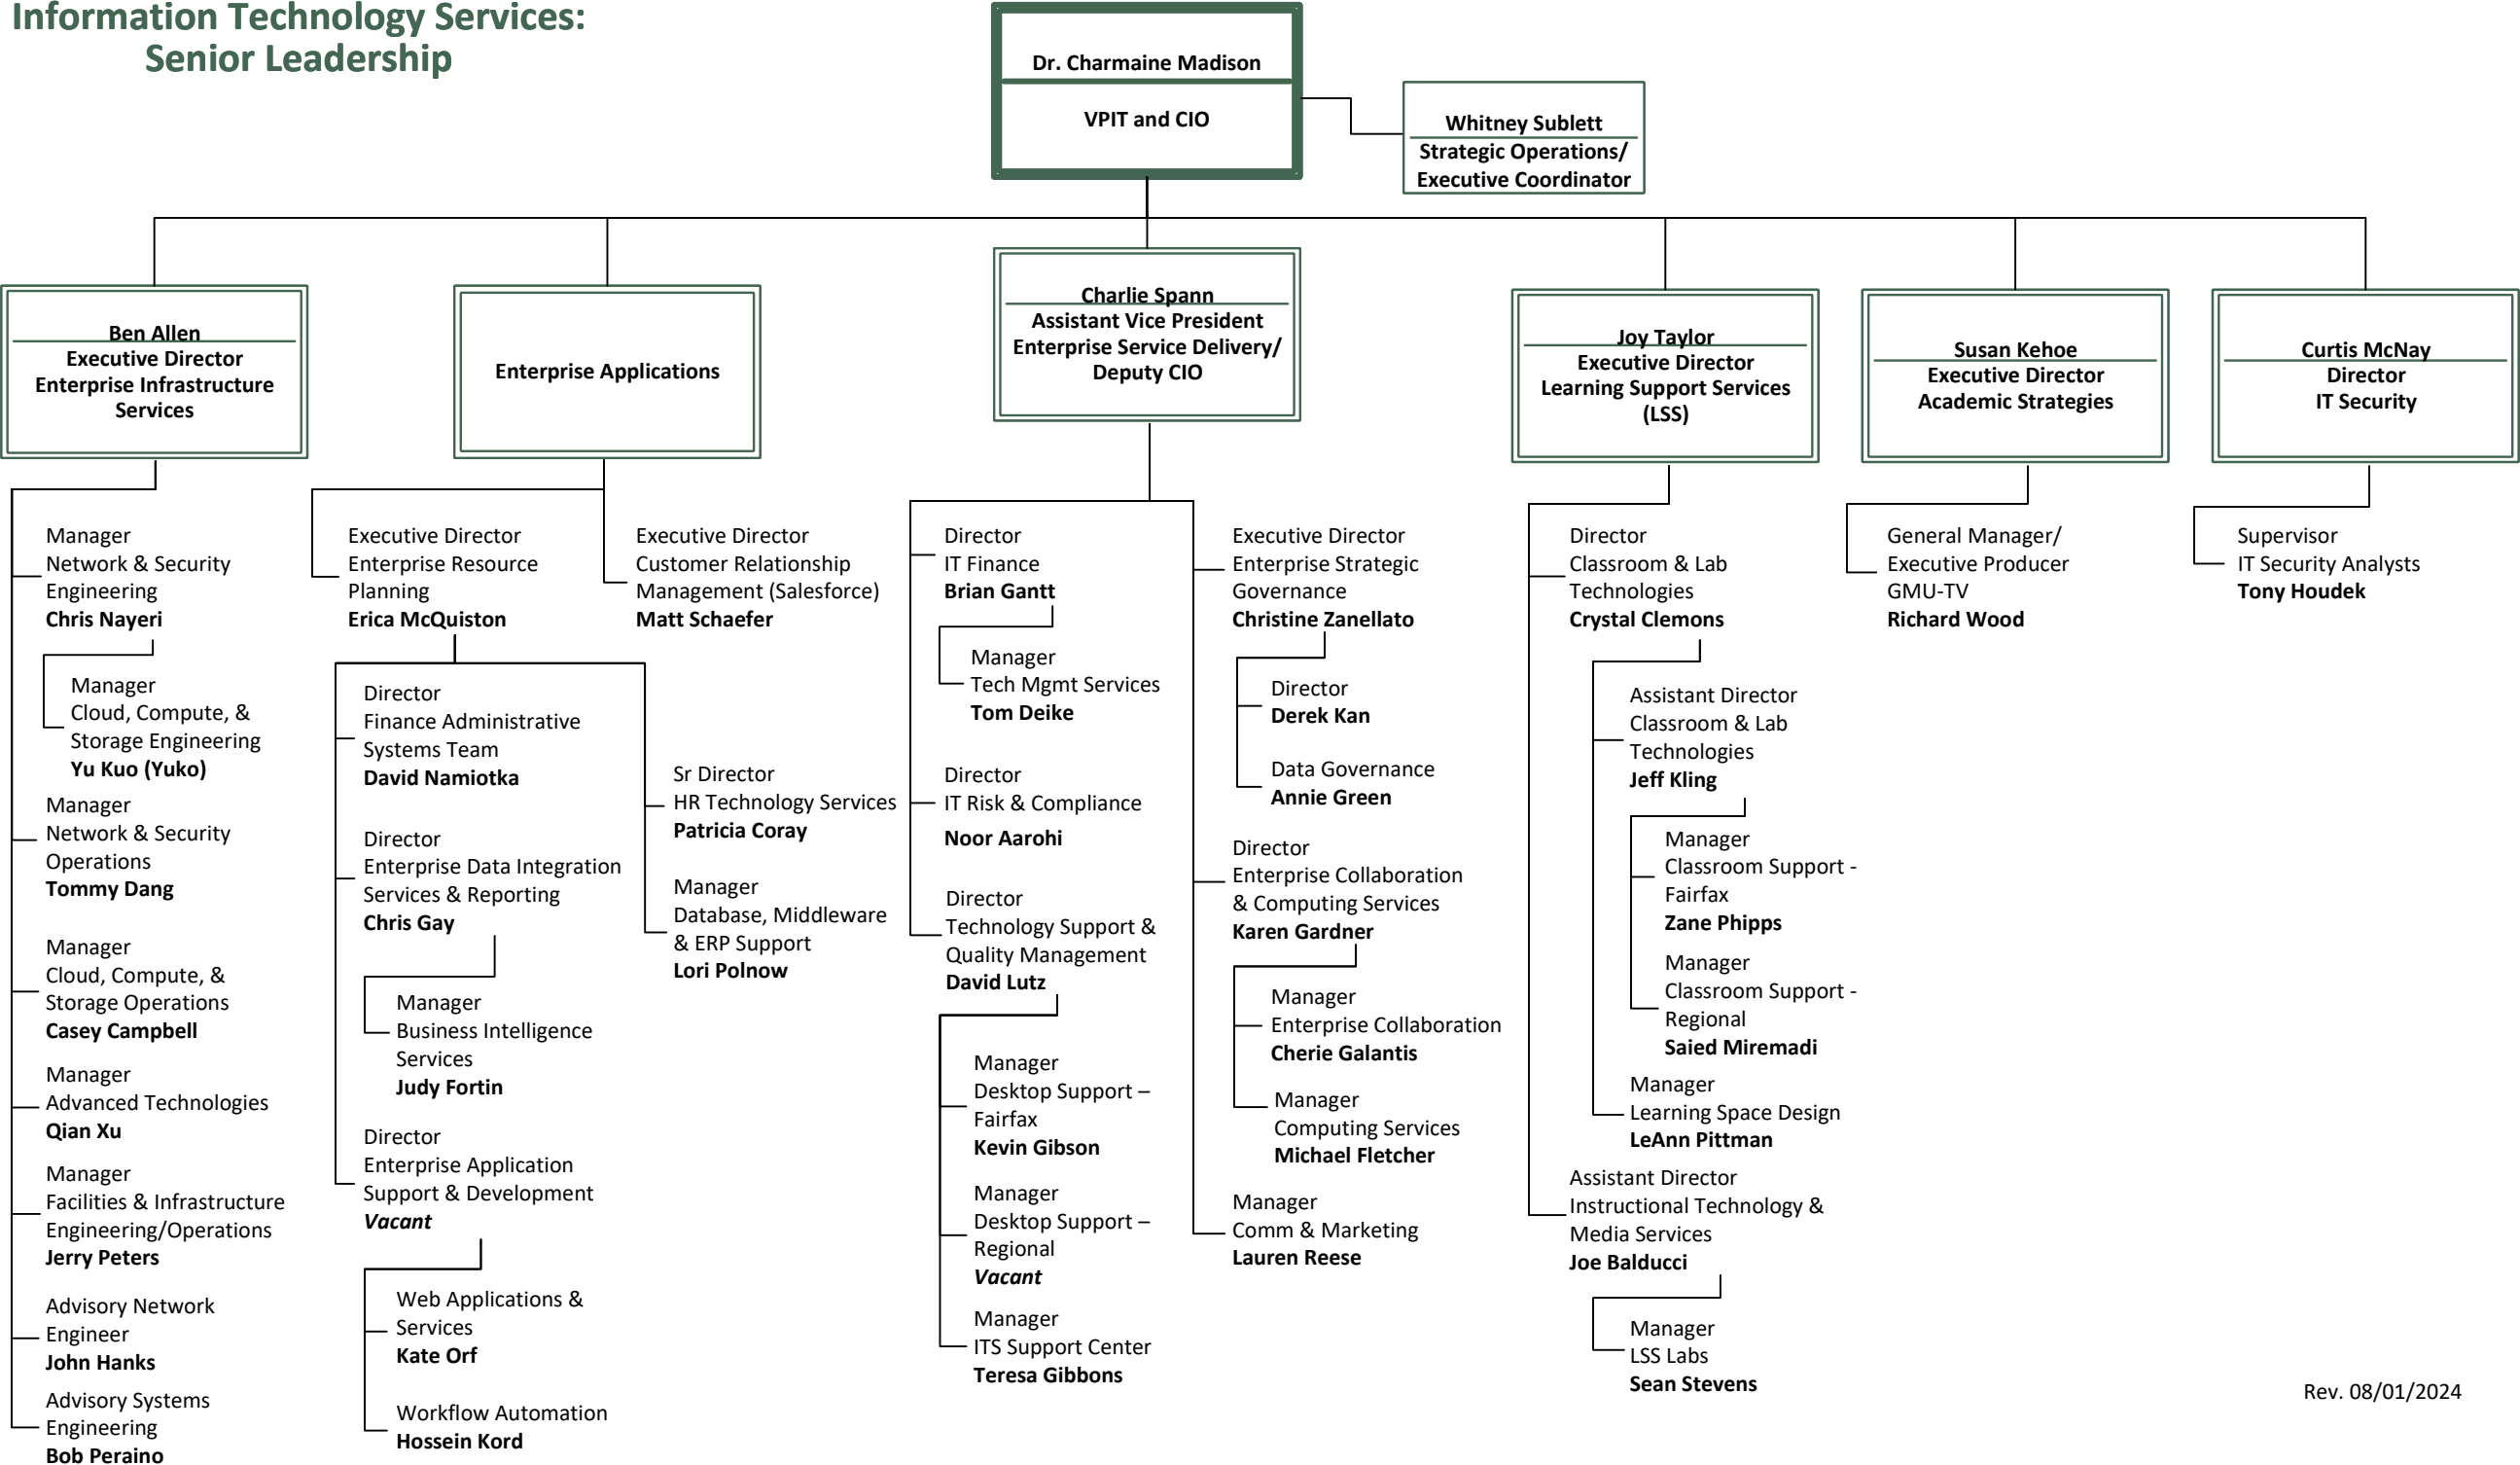 Information Technology Services:
Senior Leadership
Dr. Charmaine Madison
VPIT and CIO
Whitney Sublett
Strategic Operations/
Executive Coordinator
Ben Allen
Executive Director
Enterprise Infrastructure
Services
Enterprise Applications
Charlie Spann
Assistant Vice President
Enterprise Service Delivery/
Deputy CIO
Joy Taylor
Executive Director
Learning Support Services
(LSS)
Susan Kehoe
Executive Director
Academic Strategies
Curtis McNay
Director
IT Security
Manager
Network & Security
Engineering
Chris Nayeri
Manager
Cloud, Compute, &
Storage Engineering
Yu Kuo (Yuko)
Manager
Network & Security
Operations
Tommy Dang
Manager
Cloud, Compute, &
Storage Operations
Casey Campbell
Manager
Advanced Technologies
Qian Xu
Manager
Facilities & Infrastructure
Engineering/Operations
Jerry Peters
Advisory Network
Engineer
John Hanks
Advisory Systems
Engineering
Bob Peraino
Executive Director
Enterprise Resource
Planning
Erica McQuiston
Executive Director
Customer Relationship
Management (Salesforce)
Matt Schaefer
Director
Finance Administrative
Systems Team
David Namiotka
Director
Enterprise Data Integration
Services & Reporting
Chris Gay
Manager
Business Intelligence
Services
Judy Fortin
Director
Enterprise Application
Support & Development
Vacant
Web Applications &
Services
Kate Orf
Workflow Automation
Hossein Kord
Sr Director
HR Technology Services
Patricia Coray
Manager
Database, Middleware
& ERP Support
Lori Polnow
Director
IT Finance
Brian Gantt
Manager
Tech Mgmt Services
Tom Deike
Director
IT Risk & Compliance
Noor Aarohi
Director
Technology Support &
Quality Management
David Lutz
Manager
Desktop Support –
Fairfax
Kevin Gibson
Manager
Desktop Support –
Regional
Vacant
Manager
ITS Support Center
Teresa Gibbons
Executive Director
Enterprise Strategic
Governance
Christine Zanellato
Director
Derek Kan
Data Governance
Annie Green
Director
Enterprise Collaboration
& Computing Services
Karen Gardner
Manager
Enterprise Collaboration
Cherie Galantis
Manager
Computing Services
Michael Fletcher
Manager
Comm & Marketing
Lauren Reese
Director
Classroom & Lab
Technologies
Crystal Clemons
Assistant Director
Classroom & Lab
Technologies
Jeff Kling
Manager
Classroom Support -
Fairfax
Zane Phipps
Manager
Classroom Support -
Regional
Saied Miremadi
Manager
Learning Space Design
LeAnn Pittman
Assistant Director
Instructional Technology &
Media Services
Joe Balducci
Manager
LSS Labs
Sean Stevens
General Manager/
Executive Producer
GMU-TV
Richard Wood
Supervisor
IT Security Analysts
Tony Houdek
Rev. 08/01/2024